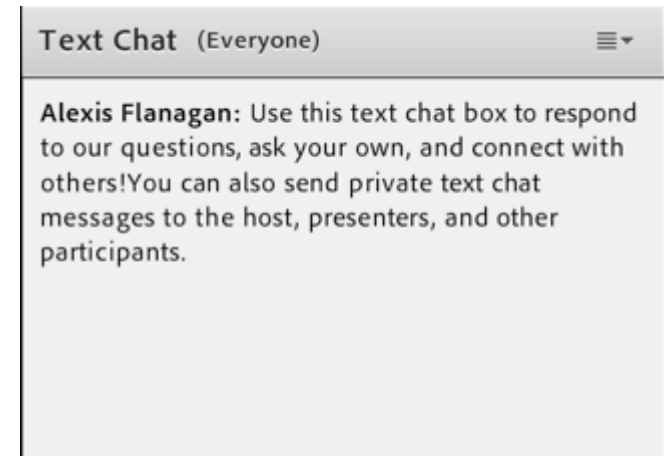 Text Chat (Everyone)
Alexis Flanagan: Use this text chat box to respond
to our questions, ask your own, and connect with
others!You can also send private text chat
messages to the host, presenters, and other
participants.